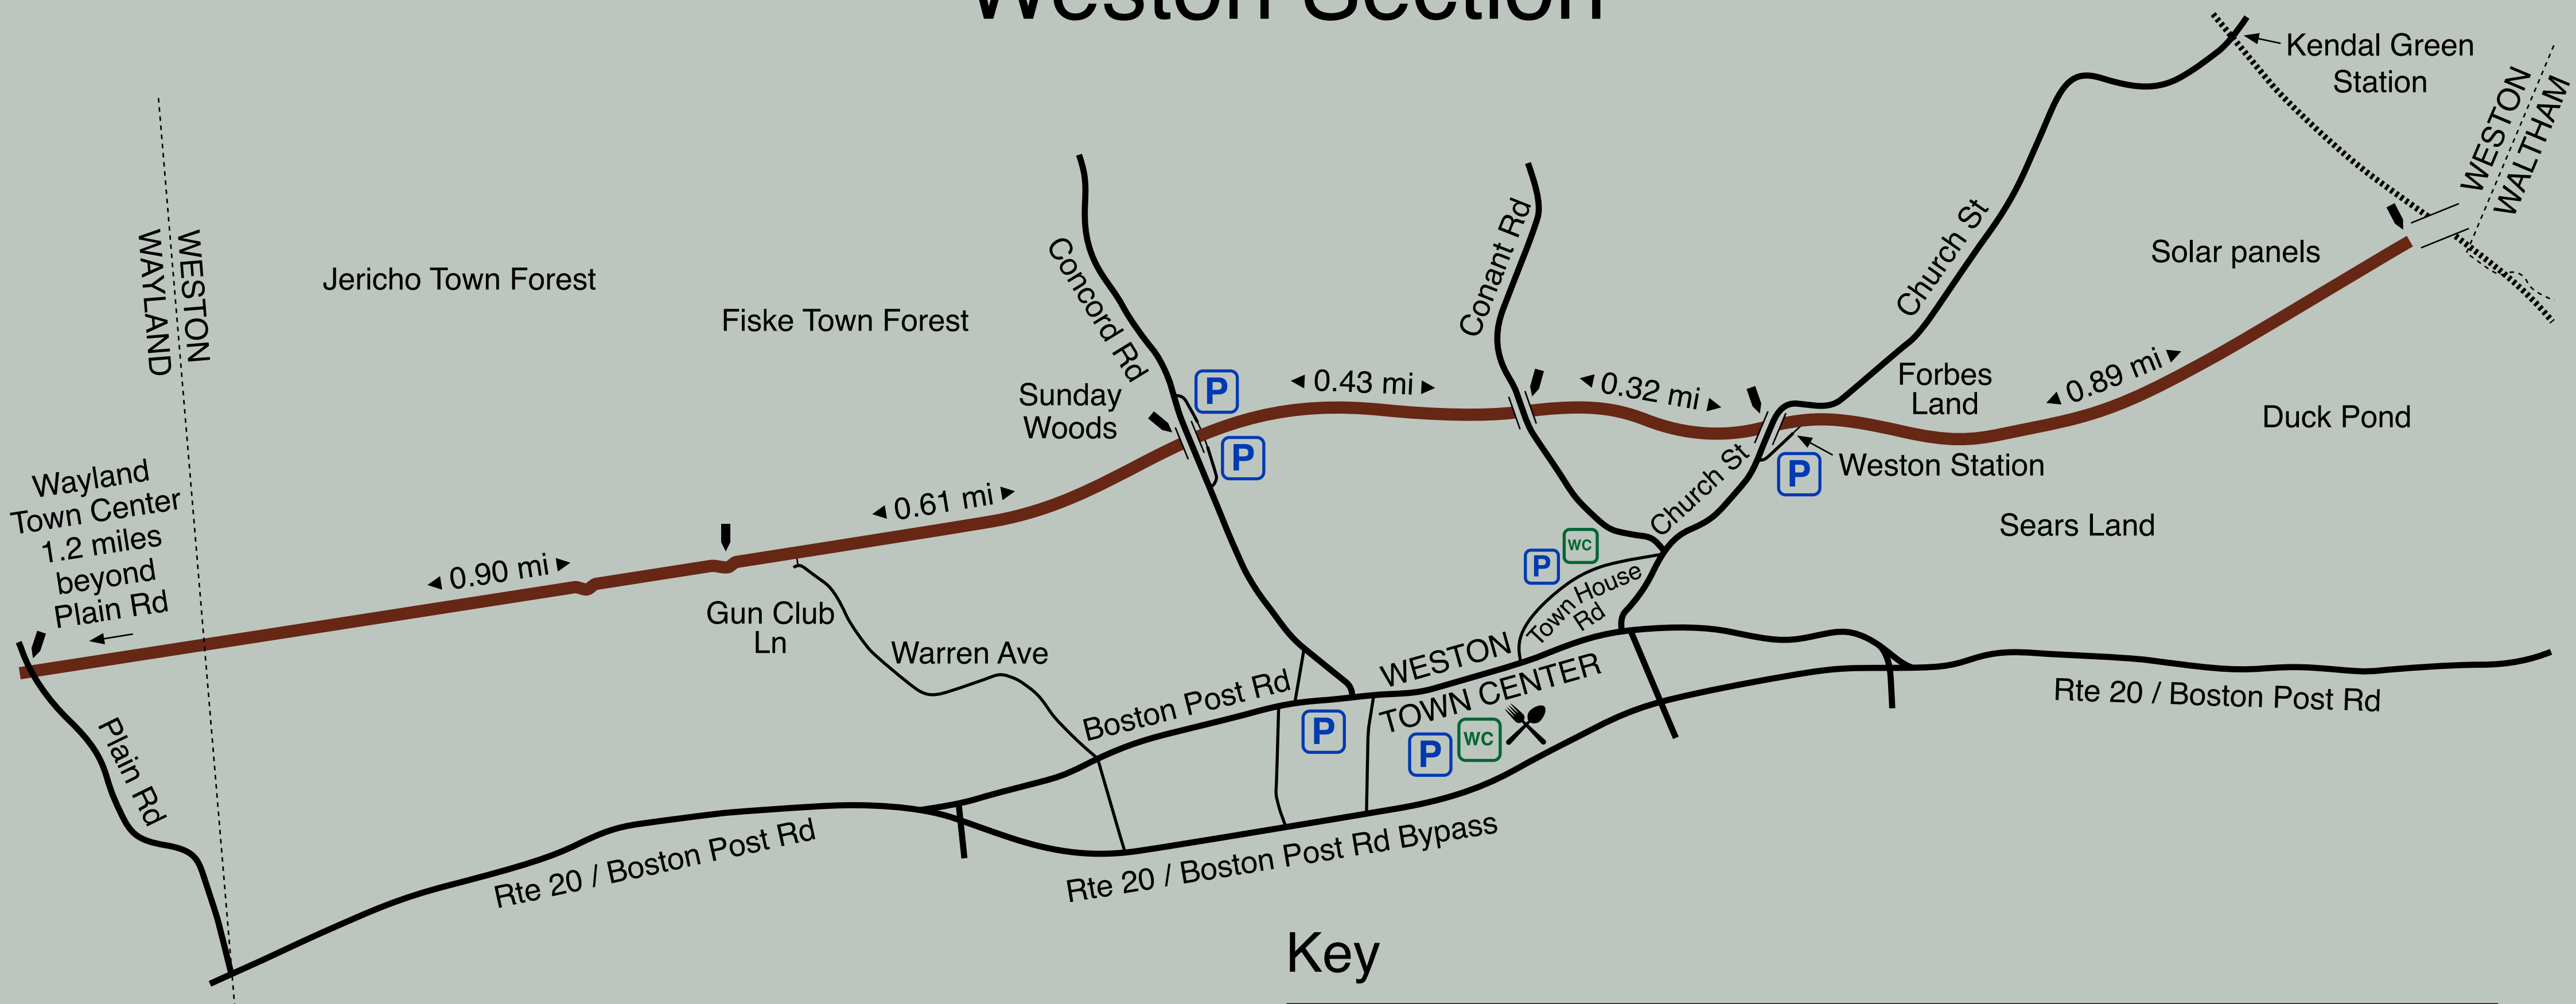 Weston Section
Kendal Green
Station
WESTON
WALTHAM
WAYLAND
WESTON
Jericho Town Forest
Fiske Town Forest
Concord Rd
Conant Rd
Church St
Solar panels
Sunday
Woods
P
P
0.43 mi
0.32 mi
Forbes
Land
0.89 mi
Duck Pond
Weston Station
P
Church St
Sears Land
Wayland
Town Center
1.2 miles
beyond
Plain Rd
0.90 mi
0.61 mi
Gun Club
Ln
Warren Ave
P
WC
Town House
Rd
WESTON
TOWN CENTER
Boston Post Rd
P
P
WC
Plain Rd
Rte 20 / Boston Post Rd
Rte 20 / Boston Post Rd Bypass
Rte 20 / Boston Post Rd
Key